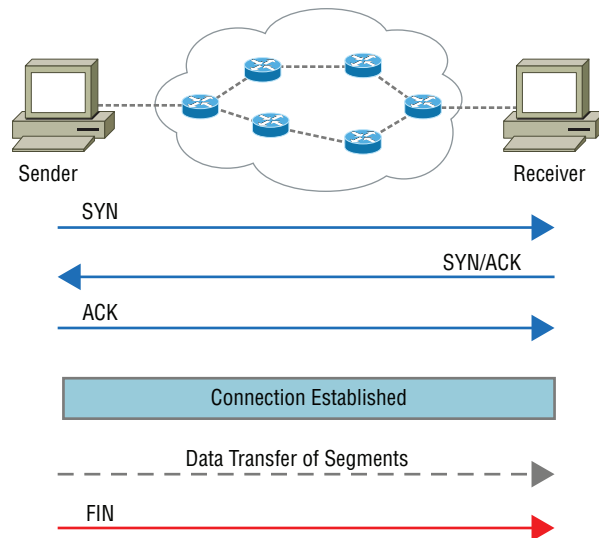 Sender
Receiver
SYN
SYN/ACK
ACK
Connection Established
Data Transfer of Segments
FIN